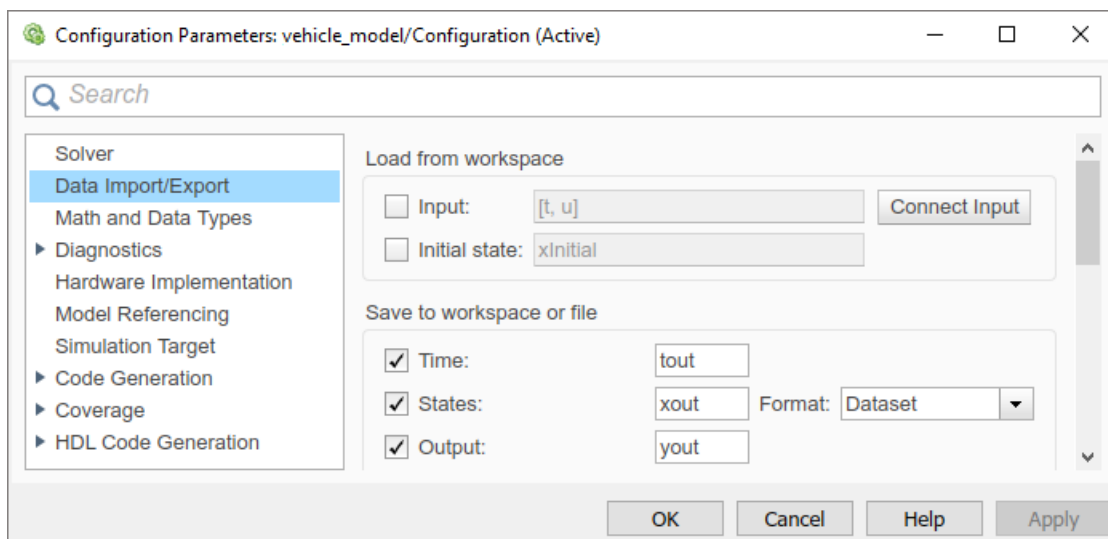 Configuration Parameters: vehicle_model/Configuration (Active)
Search
Solver
Data Import/Export
Math and Data Types
Diagnostics
Hardware Implementation
Model Referencing
Simulation Target
Code Generation
Coverage
HDL Code Generation
Load from workspace
Input: [t, u] Connect Input
Initial state: xInitial
Save to workspace or file
Time: tout
States: xout Format: Dataset
Output: yout
OK Cancel Help Apply